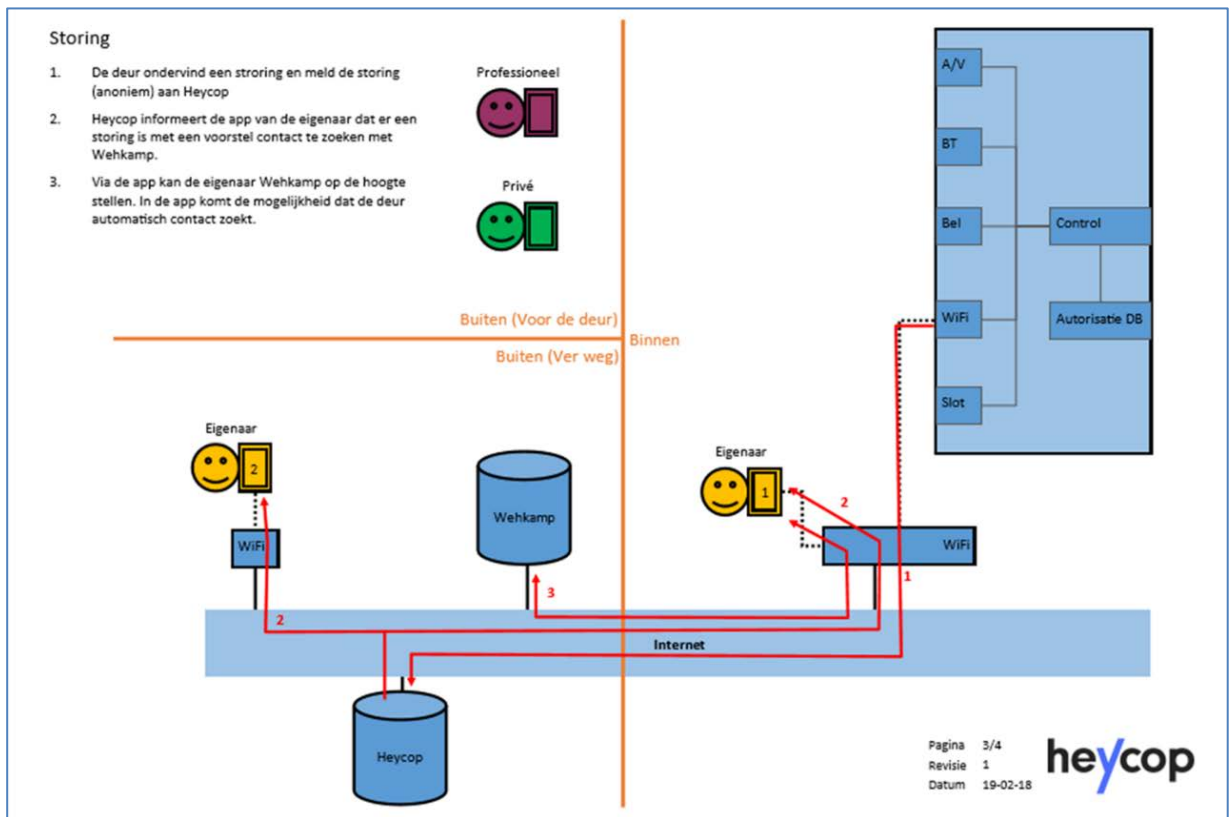 Storing
1. De deur ondervind een stroring en meld de storing
(anoniem) aan Heycop
2. Heycop informeert de app van de eigenaar dat er een
storing is met een voorstel contact te zoeken met
Wehkamp.
3. Via de app kan de eigenaar Wehkamp op de hoogte
stellen. In de app komt de mogelijkheid dat de deur
automatisch contact zoekt.
Professioneel
Privé
Buiten (Voor de deur)
Buiten (Ver weg)
Binnen
A/V
BT
Bel
Control
WiFi
Autorisatie DB
Slot
Eigenaar
2
WiFi
Wehkamp
Eigenaar
1
2
WiFi
1
3
2
Internet
Heycop
Pagina 3/4
Revisie 1
Datum 19-02-18
heycop